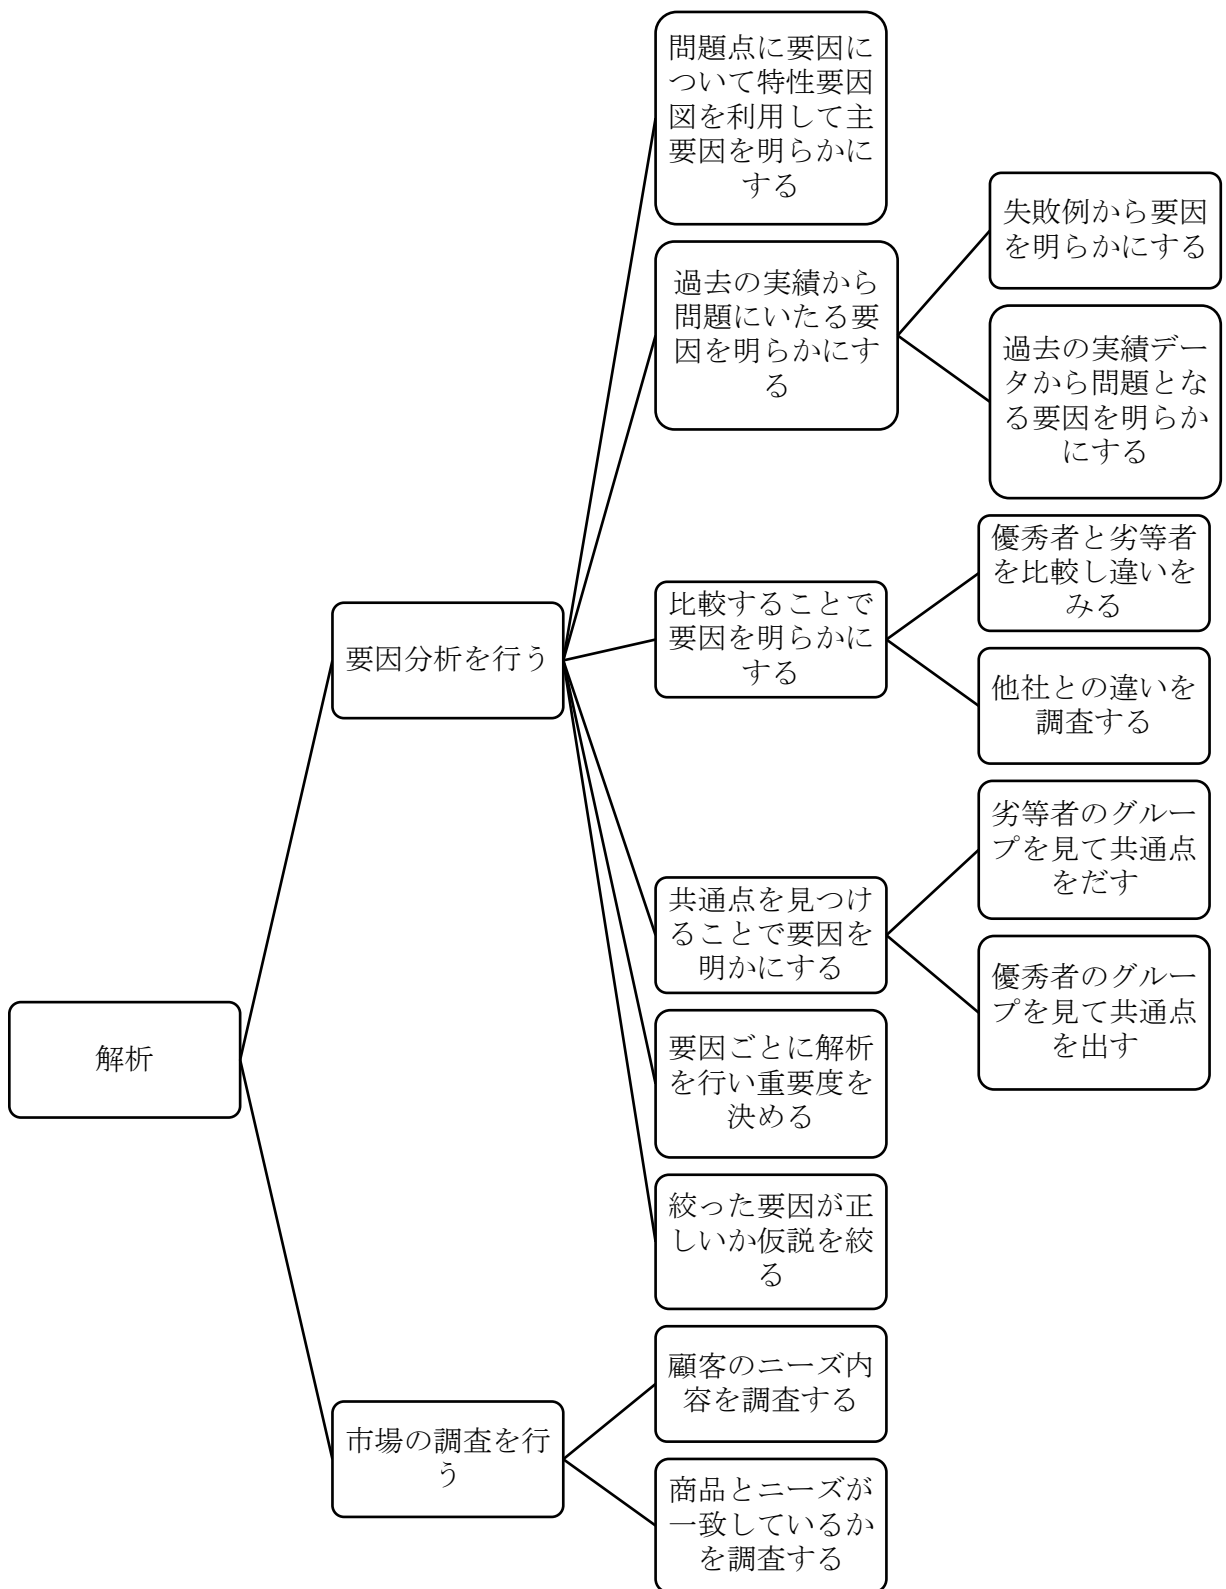 問題点に要因に
ついて特性要因
図を利用して主
要因を明らかに
する
失敗例から要因
を明らかにする
過去の実績から
問題にいたる要
因を明らかにす
る
過去の実績デー
タから問題とな
る要因を明らか
にする
優秀者と劣等者
を比較し違いを
みる
比較することで
要因を明らかに
する
要因分析を行う
他社との違いを
調査する
劣等者のグルー
プを見て共通点
をだす
共通点を見つけ
ることで要因を
明かにする
優秀者のグルー
プを見て共通点
を出す
解析
要因ごとに解析
を行い重要度を
決める
絞った要因が正
しいか仮説を絞
る
顧客のニーズ内
容を調査する
市場の調査を行
う
商品とニーズが
一致しているか
を調査する